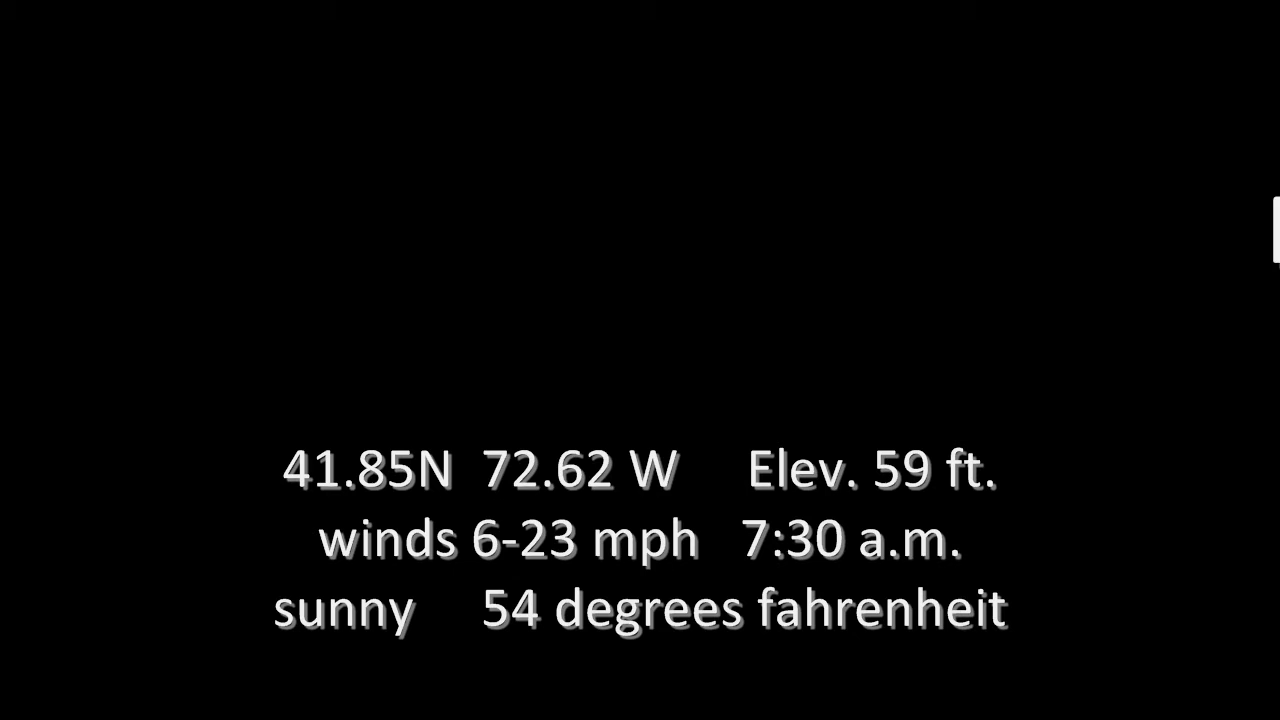 41.85N 72.62 W Elev. 59 ft.
winds 6-23 mph 7:30 a.m.
sunny 54 degrees fahrenheit